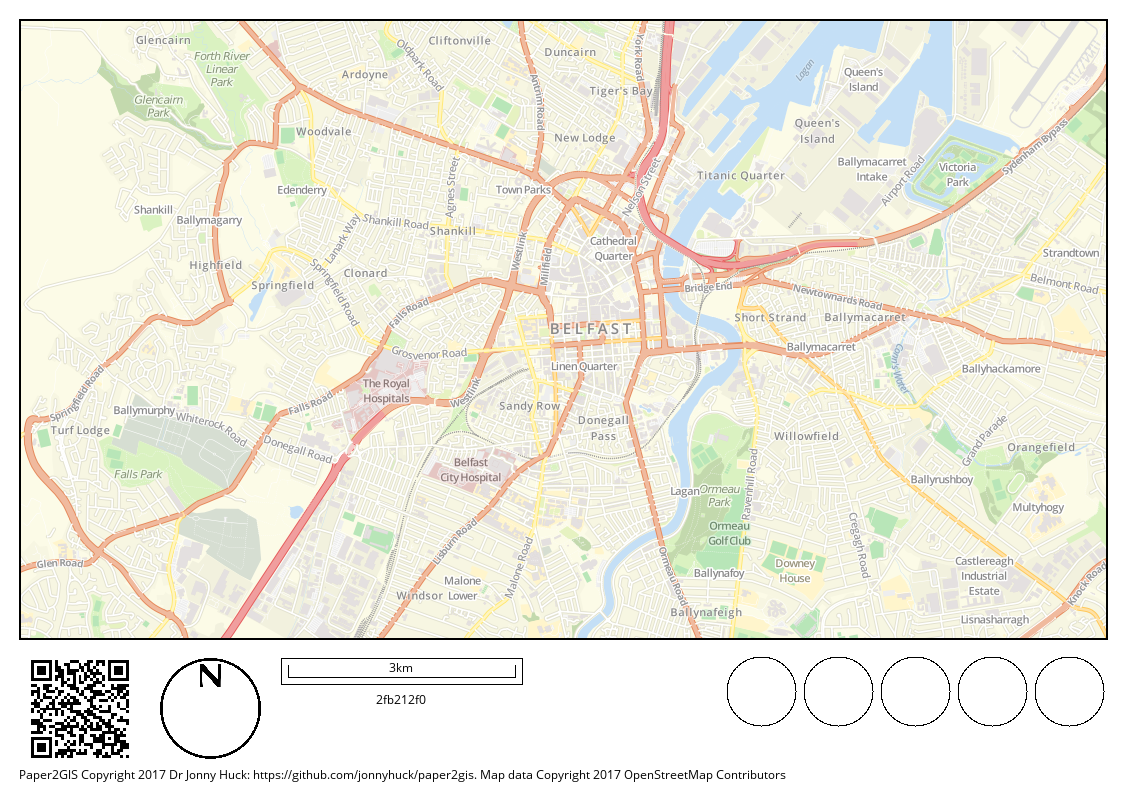 Glencairn
Cliftonville
Duncairn
York Road
Forth River
Linear
Park
Oldpark Road
Ardoyne
Antrim Road
Tiger's Bay
Lagan
Queen's
Island
Glencairn
Park
Woodvale
New Lodge
Queen's
Island
Sydenham Bypass
Ballymacarret
Intake
Airport Road
Victoria
Park
Edenderry
Agnes Street
Town Parks
Nelson Street
Titanic Quarter
Shankill
Ballymagarry
Lanark Way
Shankill Road
Shankill
Westlink
Millfield
Cathedral
Quarter
Strandtown
Highfield
Springfield
Springfield Road
Clonard
Bridge End
Newtownards Road
Belmont Road
Falls Road
BELFAST
Short Strand
Ballymacarret
Grosvenor Road
Linen Quarter
Ballymacarret
Conn's Water
Ballyhackamore
The Royal
Hospitals
Springfield Road
Ballymurphy
Whiterock Road
Falls Road
Westlink
Sandy Row
Donegall
Pass
Willowfield
Grand Parade
Orangefield
Turf Lodge
Donegall Road
Falls Park
Belfast
City Hospital
Lagan
Ormeau
Park
Ravenhill Road
Ballyrushboy
Multyhogy
Ormeau
Golf Club
Cregagh Road
Lisburn Road
Malone Road
Ormeau Road
Glen Road
Malone
Lower
Windsor
Ballynafoy
Downey
House
Castlereagh
Industrial
Estate
Knock Road
Ballynafeigh
Lisnasharragh
N
3km
2fb212f0
Paper2GIS Copyright 2017 Dr Jonny Huck: https://github.com/jonnyhuck/paper2gis. Map data Copyright 2017 OpenStreetMap Contributors